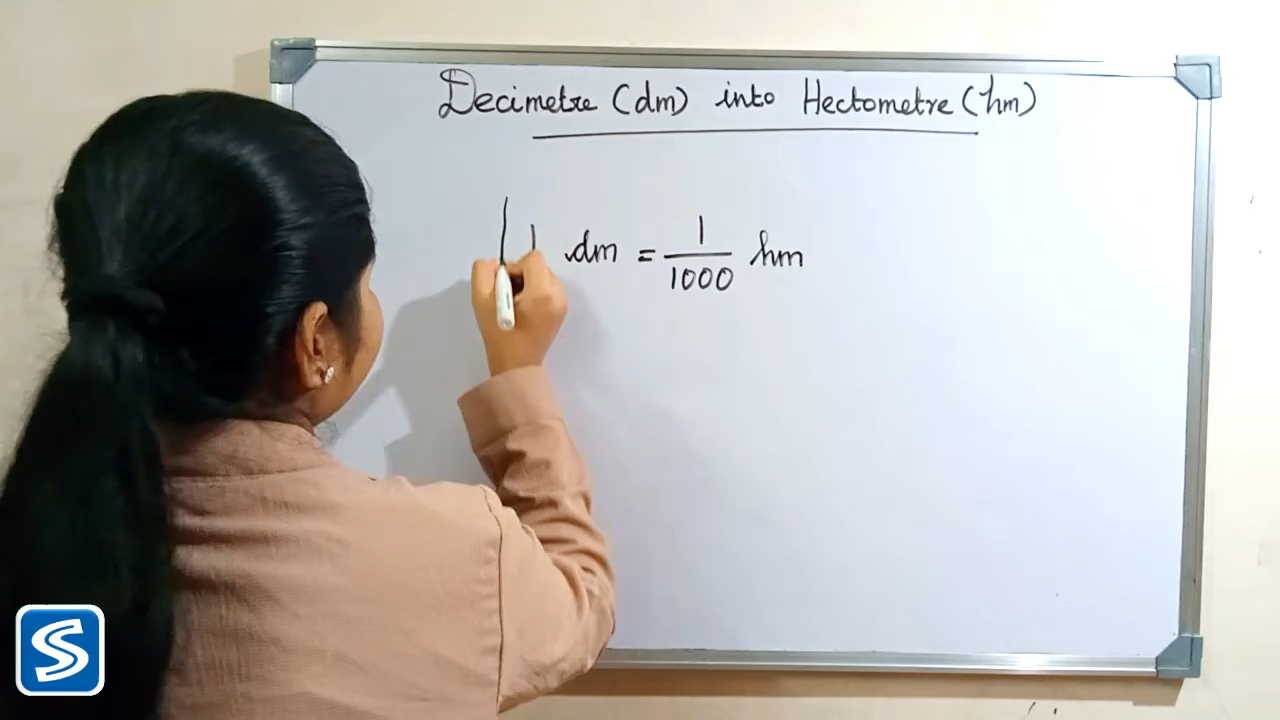 Decimetre (dm) into Hectometre (hm)
1 dm = 1/1000 hm
S